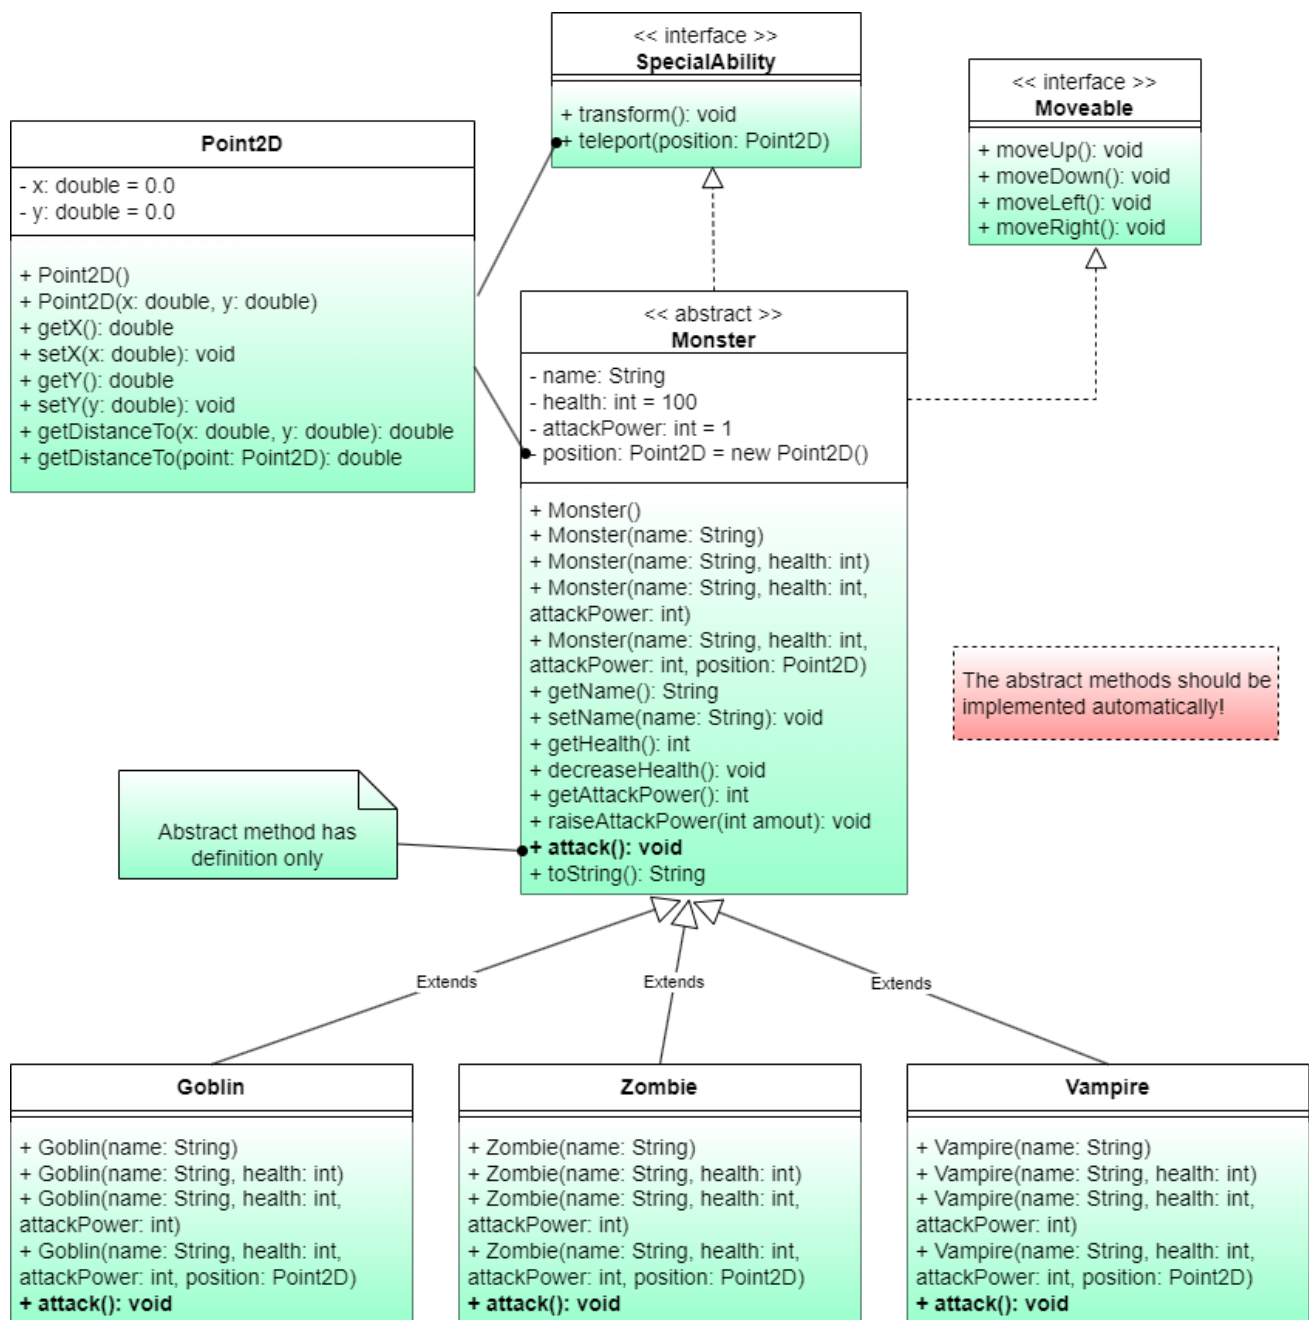 << interface >>
SpecialAbility
+ transform(): void
+ teleport(position: Point2D)
<< interface >>
Moveable
+ moveUp(): void
+ moveDown(): void
+ moveLeft(): void
+ moveRight(): void
Point2D
- x: double = 0.0
- y: double = 0.0
+ Point2D()
+ Point2D(x: double, y: double)
+ getX(): double
+ setX(x: double): void
+ getY(): double
+ setY(y: double): void
+ getDistanceTo(x: double, y: double): double
+ getDistanceTo(point: Point2D): double
<< abstract >>
Monster
- name: String
- health: int = 100
- attackPower: int = 1
- position: Point2D = new Point2D()
+ Monster()
+ Monster(name: String)
+ Monster(name: String, health: int)
+ Monster(name: String, health: int,
attackPower: int)
+ Monster(name: String, health: int,
attackPower: int, position: Point2D)
+ getName(): String
+ setName(name: String): void
+ getHealth(): int
+ decreaseHealth(): void
+ getAttackPower(): int
+ raiseAttackPower(int amout): void
+ attack(): void
+ toString(): String
The abstract methods should be
implemented automatically!
Abstract method has
definition only
Extends
Extends
Extends
Goblin
+ Goblin(name: String)
+ Goblin(name: String, health: int)
+ Goblin(name: String, health: int,
attackPower: int)
+ Goblin(name: String, health: int,
attackPower: int, position: Point2D)
+ attack(): void
Zombie
+ Zombie(name: String)
+ Zombie(name: String, health: int)
+ Zombie(name: String, health: int,
attackPower: int)
+ Zombie(name: String, health: int,
attackPower: int, position: Point2D)
+ attack(): void
Vampire
+ Vampire(name: String)
+ Vampire(name: String, health: int)
+ Vampire(name: String, health: int,
attackPower: int)
+ Vampire(name: String, health: int,
attackPower: int, position: Point2D)
+ attack(): void